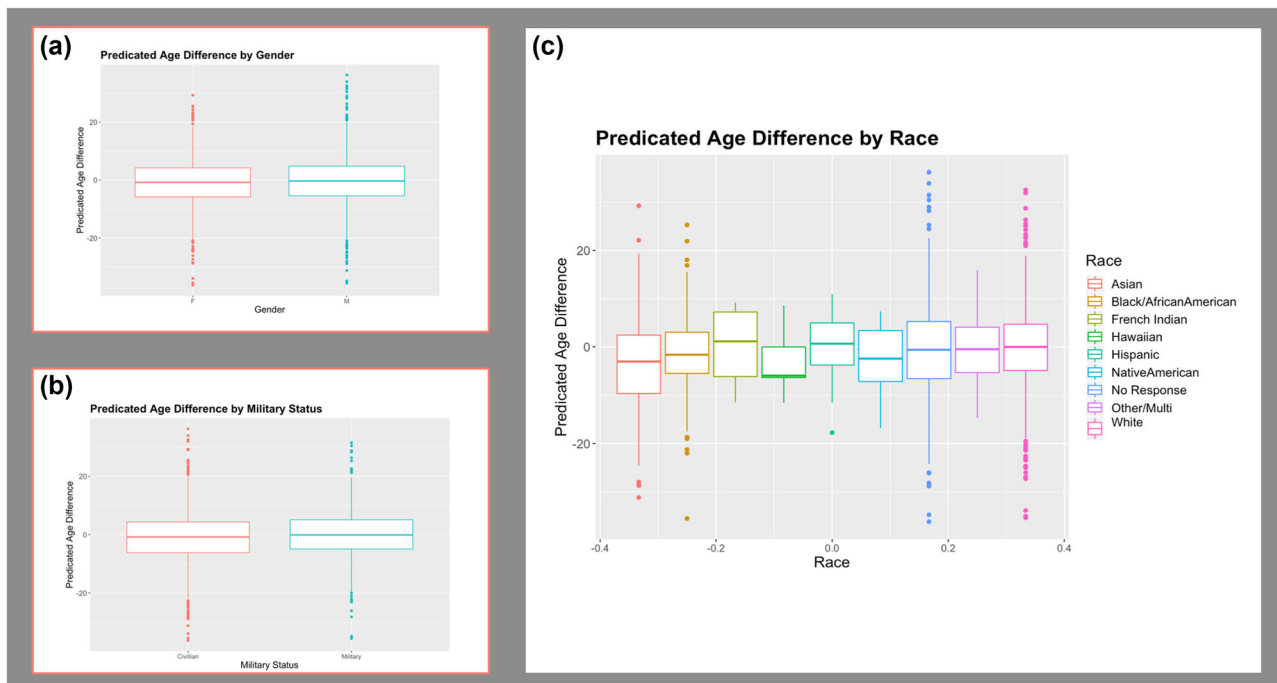 (a)
Predicated Age Difference by Gender
Predicated Age Difference
20
0
-20
F
M
Gender
(b)
Predicated Age Difference by Military Status
Predicated Age Difference
20
0
-20
Civillian
Military
Military Status
(c)
Predicated Age Difference by Race
Predicated Age Difference
20
0
-20
-0.4
-0.2
0.0
0.2
0.4
Race
Race
Asian
Black/AfricanAmerican
French Indian
Hawaiian
Hispanic
NativeAmerican
No Response
Other/Multi
White